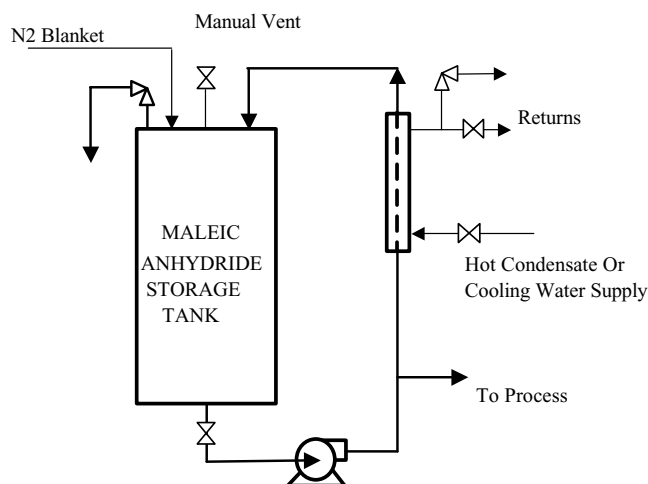 Manual Vent
N2 Blanket
Returns
MALEIC
ANHYDRIDE
STORAGE
TANK
Hot Condensate Or
Cooling Water Supply
To Process